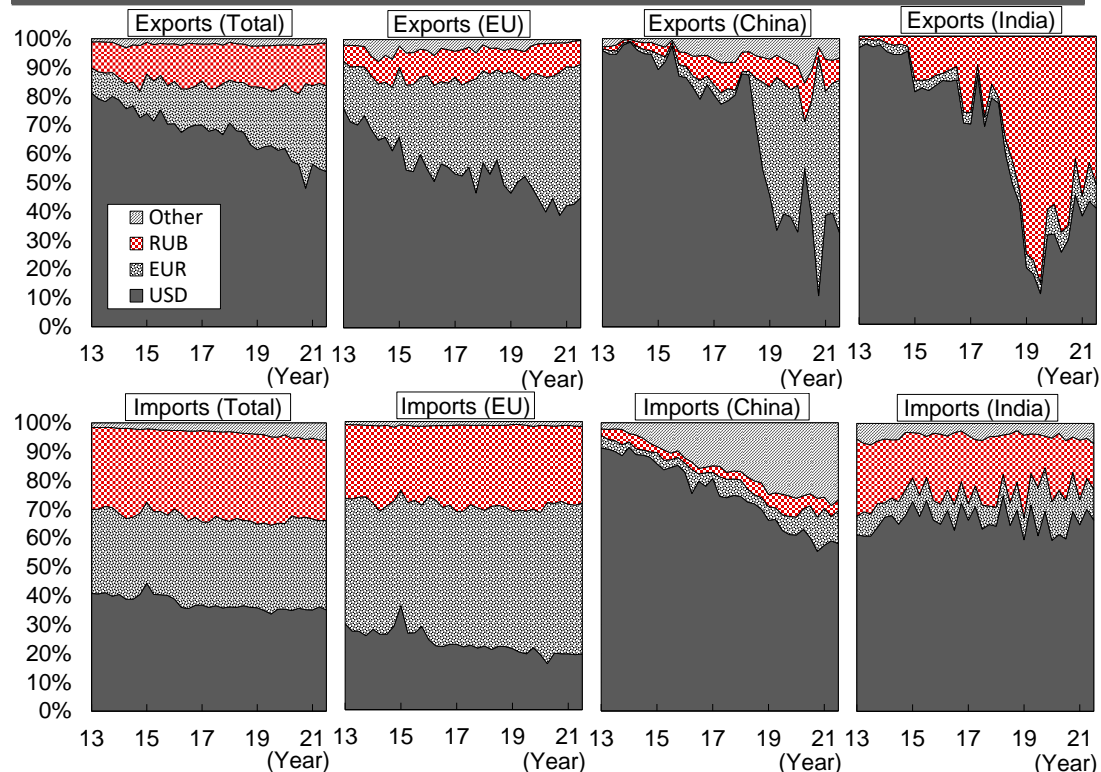 Exports (Total) Exports (EU) Exports (China) Exports (India)
100%
90%
80%
70%
60%
50%
40%
30%
20%
10%
0%
Other
RUB
EUR
USD
13 15 17 19 21 13 15 17 19 21 13 15 17 19 21 13 15 17 19 21
(Year) (Year) (Year) (Year)
Imports (Total) Imports (EU) Imports (China) Imports (India)
100%
90%
80%
70%
60%
50%
40%
30%
20%
10%
0%
13 15 17 19 21 13 15 17 19 21 13 15 17 19 21 13 15 17 19 21
(Year) (Year) (Year) (Year)